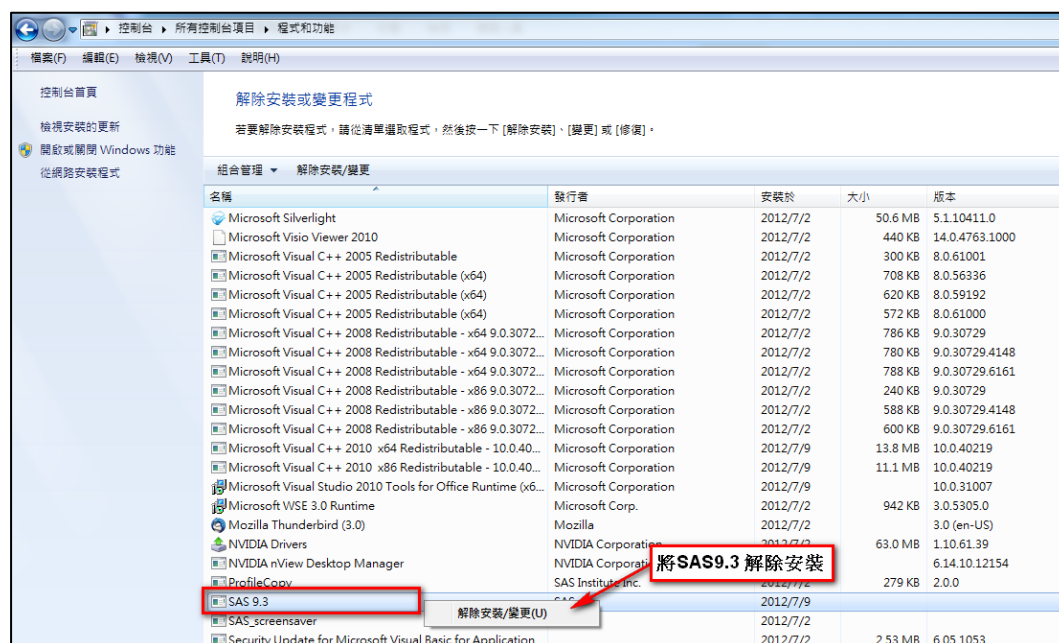 控制台 ▸ 所有控制台項目 ▸ 程式和功能
檔案(F) 編輯(E) 檢視(V) 工具(T) 說明(H)
控制台首頁
檢視安裝的更新
開啟或關閉 Windows 功能
從網路安裝程式
解除安裝或變更程式
若要解除安裝程式，請從清單選取程式，然後按一下 [解除安裝]、[變更] 或 [修復]。
組合管理 ▼ 解除安裝/變更
名稱 發行者 安裝於 大小 版本
Microsoft Silverlight Microsoft Corporation 2012/7/2 50.6 MB 5.1.10411.0
Microsoft Visio Viewer 2010 Microsoft Corporation 2012/7/2 440 KB 14.0.4763.1000
Microsoft Visual C++ 2005 Redistributable Microsoft Corporation 2012/7/2 300 KB 8.0.61001
Microsoft Visual C++ 2005 Redistributable (x64) Microsoft Corporation 2012/7/2 708 KB 8.0.56336
Microsoft Visual C++ 2005 Redistributable (x64) Microsoft Corporation 2012/7/2 620 KB 8.0.59192
Microsoft Visual C++ 2005 Redistributable (x64) Microsoft Corporation 2012/7/2 572 KB 8.0.61000
Microsoft Visual C++ 2008 Redistributable - x64 9.0.3072... Microsoft Corporation 2012/7/2 786 KB 9.0.30729
Microsoft Visual C++ 2008 Redistributable - x64 9.0.3072... Microsoft Corporation 2012/7/2 780 KB 9.0.30729.4148
Microsoft Visual C++ 2008 Redistributable - x64 9.0.3072... Microsoft Corporation 2012/7/2 788 KB 9.0.30729.6161
Microsoft Visual C++ 2008 Redistributable - x86 9.0.3072... Microsoft Corporation 2012/7/2 240 KB 9.0.30729
Microsoft Visual C++ 2008 Redistributable - x86 9.0.3072... Microsoft Corporation 2012/7/2 588 KB 9.0.30729.4148
Microsoft Visual C++ 2008 Redistributable - x86 9.0.3072... Microsoft Corporation 2012/7/2 600 KB 9.0.30729.6161
Microsoft Visual C++ 2010 x64 Redistributable - 10.0.40... Microsoft Corporation 2012/7/9 13.8 MB 10.0.40219
Microsoft Visual C++ 2010 x86 Redistributable - 10.0.40... Microsoft Corporation 2012/7/9 11.1 MB 10.0.40219
Microsoft Visual Studio 2010 Tools for Office Runtime (x6... Microsoft Corporation 2012/7/9 10.0.31007
Microsoft WSE 3.0 Runtime Microsoft Corp. 2012/7/2 942 KB 3.0.5305.0
Mozilla Thunderbird (3.0) Mozilla 2012/7/2 3.0 (en-US)
NVIDIA Drivers NVIDIA Corporation 2012/7/2 63.0 MB 1.10.61.39
NVIDIA nView Desktop Manager NVIDIA 6.14.10.12154
將SAS9.3 解除安裝
ProfileCopy SAS Institute Inc. 2012/7/2 279 KB 2.0.0
SAS 9.3 2012/7/9
解除安裝/變更(U)
SAS_screensaver 2012/7/2
Security Update for Microsoft Visual Basic for Application 2012/7/2 2.53 MB 6.05.1053